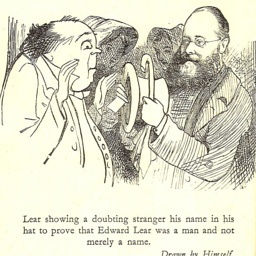 Lear showing a doubting stranger his name in his
hat to prove that Edward Lear was a man and not
merely a name.
Drawn by Himself